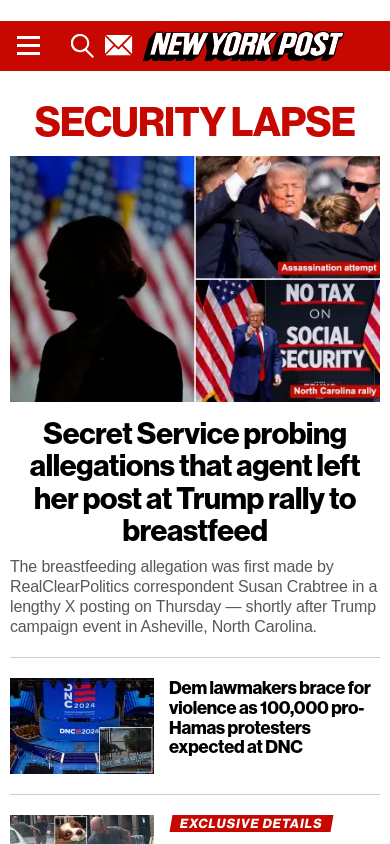 NEW YORK POST
SECURITY LAPSE
Assassination attempt
NO TAX
ON
SOCIAL
SECURITY
North Carolina rally
Secret Service probing
allegations that agent left
her post at Trump rally to
breastfeed
The breastfeeding allegation was first made by
RealClearPolitics correspondent Susan Crabtree in a
lengthy X posting on Thursday — shortly after Trump
campaign event in Asheville, North Carolina.
DNC
2024
DNC 2024
Dem lawmakers brace for
violence as 100,000 pro-
Hamas protesters
expected at DNC
EXCLUSIVE DETAILS